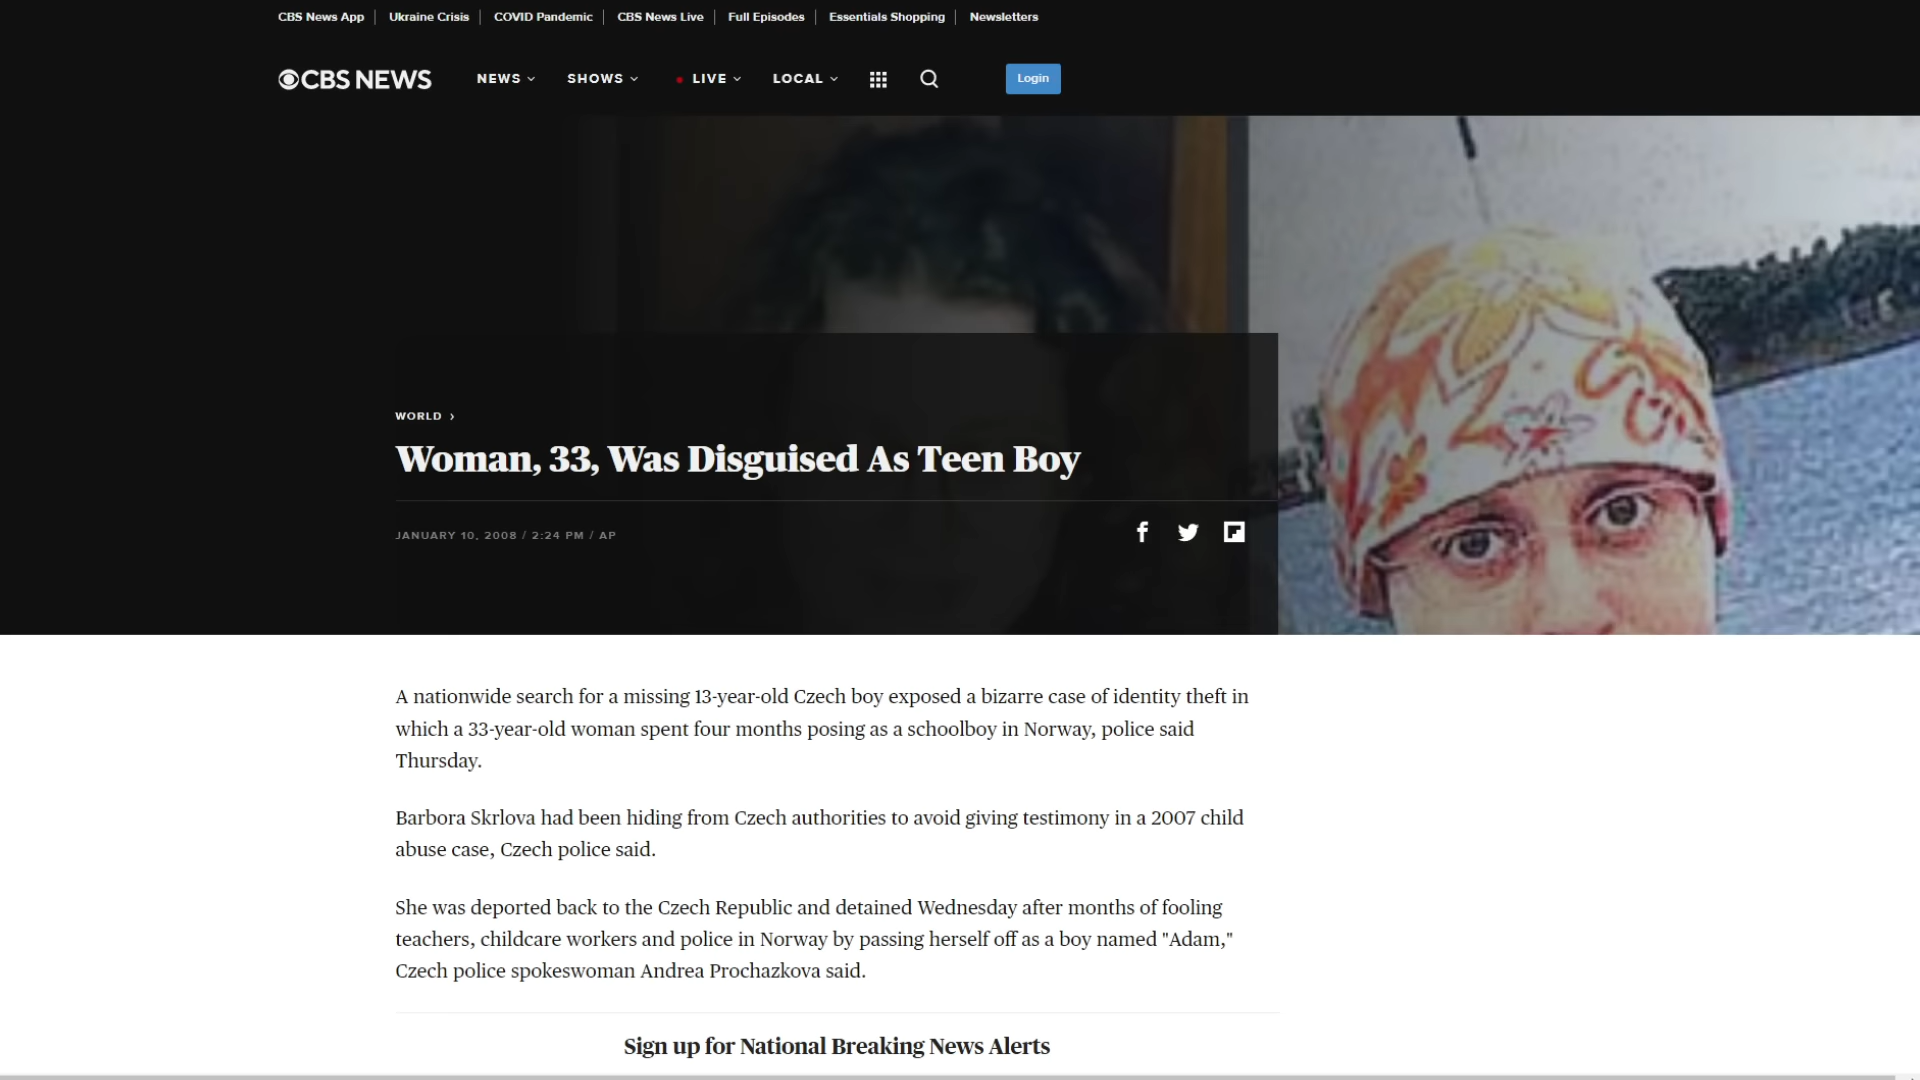 CBS News App
Ukraine Crisis
COVID Pandemic
CBS News Live
Full Episodes
Essentials Shopping
Newsletters
CBS NEWS
NEWS
SHOWS
LIVE
LOCAL
Login
WORLD ›
Woman, 33, Was Disguised As Teen Boy
JANUARY 10, 2008 / 2:24 PM / AP
A nationwide search for a missing 13-year-old Czech boy exposed a bizarre case of identity theft in
which a 33-year-old woman spent four months posing as a schoolboy in Norway, police said
Thursday.
Barbora Skrlova had been hiding from Czech authorities to avoid giving testimony in a 2007 child
abuse case, Czech police said.
She was deported back to the Czech Republic and detained Wednesday after months of fooling
teachers, childcare workers and police in Norway by passing herself off as a boy named "Adam,"
Czech police spokeswoman Andrea Prochazkova said.
Sign up for National Breaking News Alerts